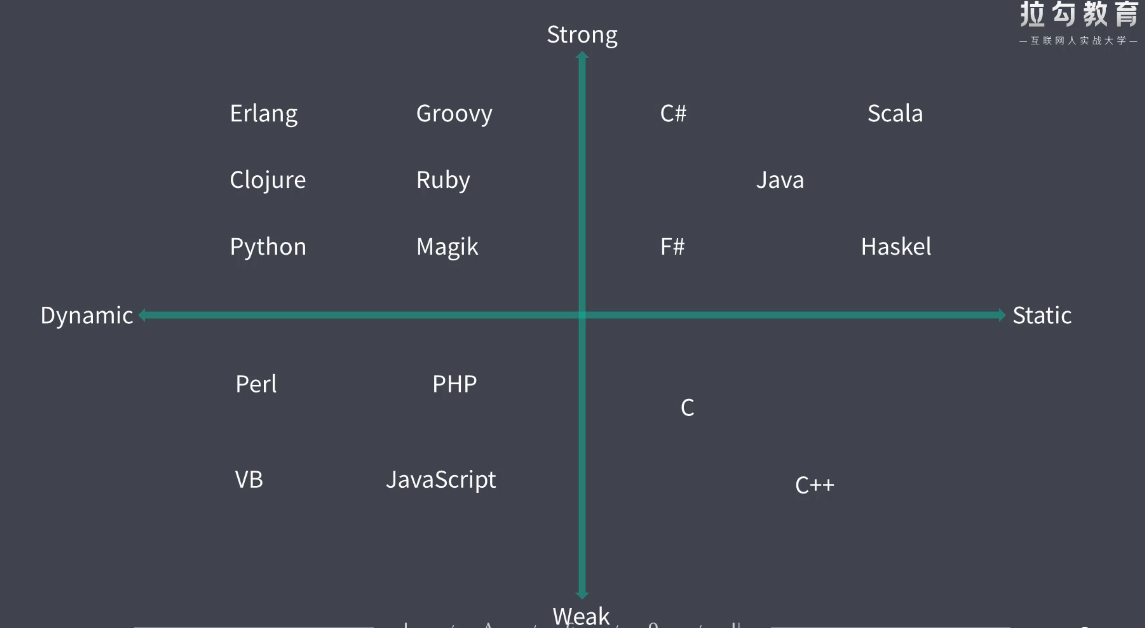 拉勾教育
—互联网人实战大学—
Strong
Erlang Groovy C# Scala
Clojure Ruby Java
Python Magik F# Haskel
Dynamic Static
Perl PHP
C
VB JavaScript
C++
Weak